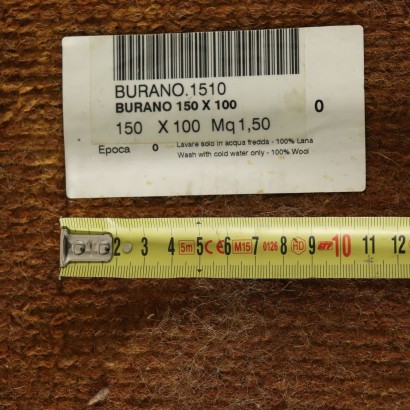 BURANO.1510
BURANO 150 X 100
0
150 X 100 Mq 1,50
Epoca 0 Lavare solo in acqua fredda - 100% Lana
Wash with cold water only - 100% Wool
2 3 4 5m 5 CE 6 M15 7 0126 8 RD 9 10 11 12